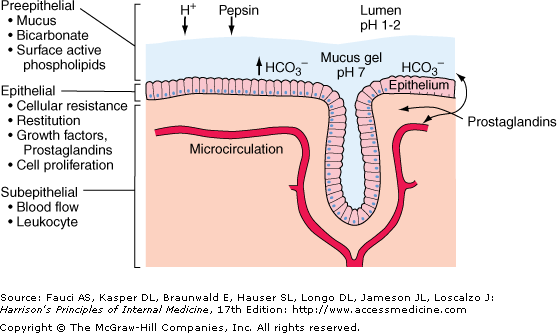 Preepithelial
• Mucus
• Bicarbonate
• Surface active
phospholipids
Epithelial
• Cellular resistance
• Restitution
• Growth factors,
Prostaglandins
• Cell proliferation
Subepithelial
• Blood flow
• Leukocyte
H⁺
Pepsin
Lumen
pH 1-2
HCO₃⁻
Mucus gel
pH 7
HCO₃⁻
Epithelium
Prostaglandins
Microcirculation
Source: Fauci AS, Kasper DL, Braunwald E, Hauser SL, Longo DL, Jameson JL, Loscalzo J:
Harrison's Principles of Internal Medicine, 17th Edition: http://www.accessmedicine.com
Copyright © The McGraw-Hill Companies, Inc. All rights reserved.